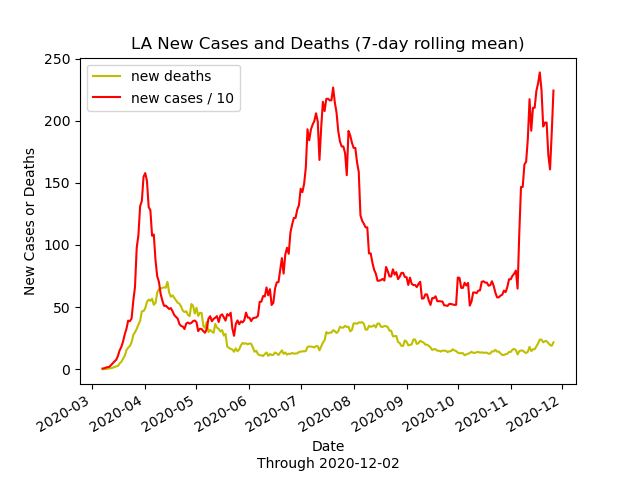 LA New Cases and Deaths (7-day rolling mean)
250
200
150
100
50
0
New Cases or Deaths
new deaths
new cases / 10
2020-03
2020-04
2020-05
2020-06
2020-07
2020-08
2020-09
2020-10
2020-11
2020-12
Date
Through 2020-12-02